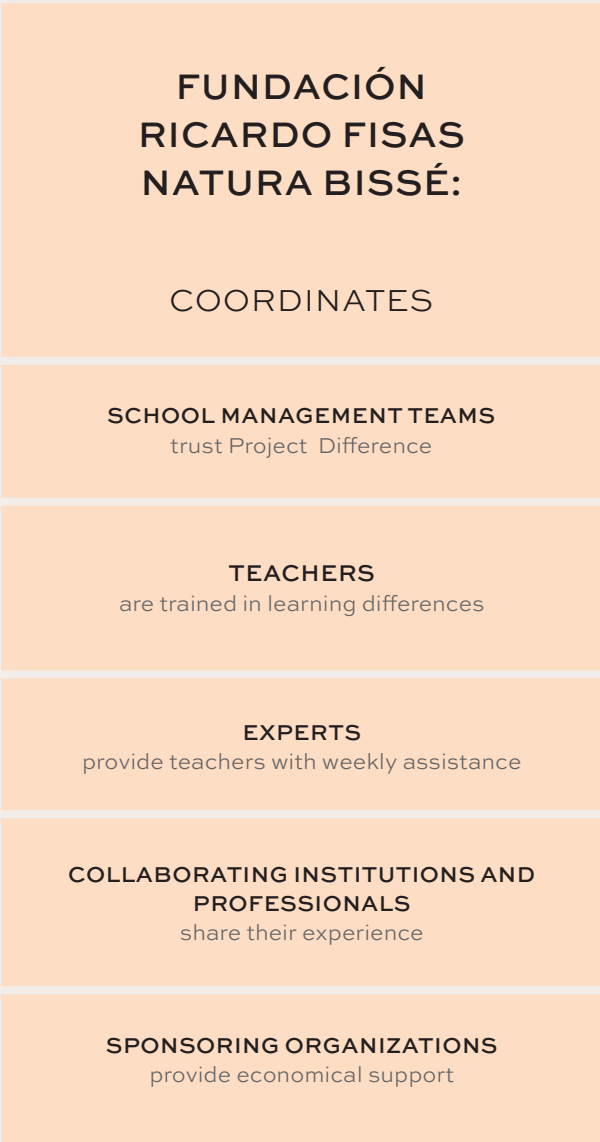 FUNDACIÓN
RICARDO FISAS
NATURA BISSÉ:
COORDINATES
SCHOOL MANAGEMENT TEAMS
trust Project Difference
TEACHERS
are trained in learning differences
EXPERTS
provide teachers with weekly assistance
COLLABORATING INSTITUTIONS AND
PROFESSIONALS
share their experience
SPONSORING ORGANIZATIONS
provide economical support